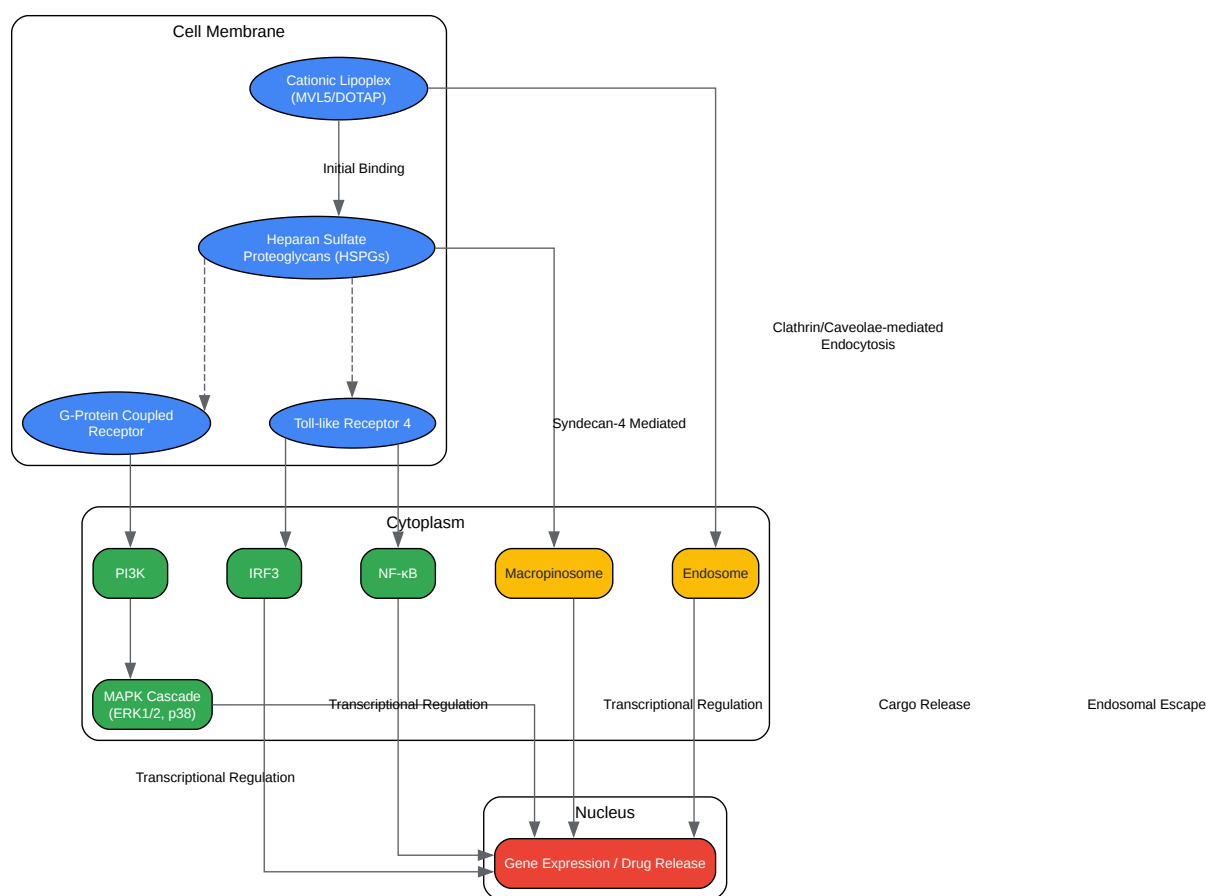 Cell Membrane
Cationic Lipoplex
(MVL5/DOTAP)
Initial Binding
Heparan Sulfate
Proteoglycans (HSPGs)
Clathrin/Caveolae-mediated
Endocytosis
G-Protein Coupled
Receptor
Toll-like Receptor 4
Syndecan-4 Mediated
Cytoplasm
PI3K
IRF3
NF-κB
Macropinosome
Endosome
MAPK Cascade
(ERK1/2, p38)
Transcriptional Regulation
Transcriptional Regulation
Cargo Release
Endosomal Escape
Transcriptional Regulation
Nucleus
Gene Expression / Drug Release